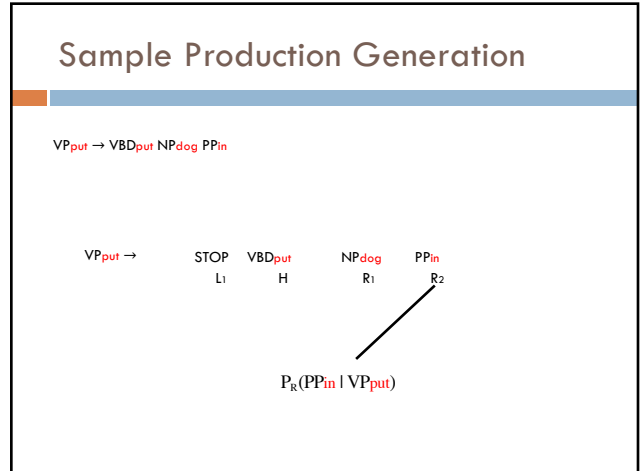 Sample Production Generation
VPput → VBDput NPdog PPin
VPput → STOP VBDput NPdog PPin
L1 H R1 R2
PR(PPin | VPput)